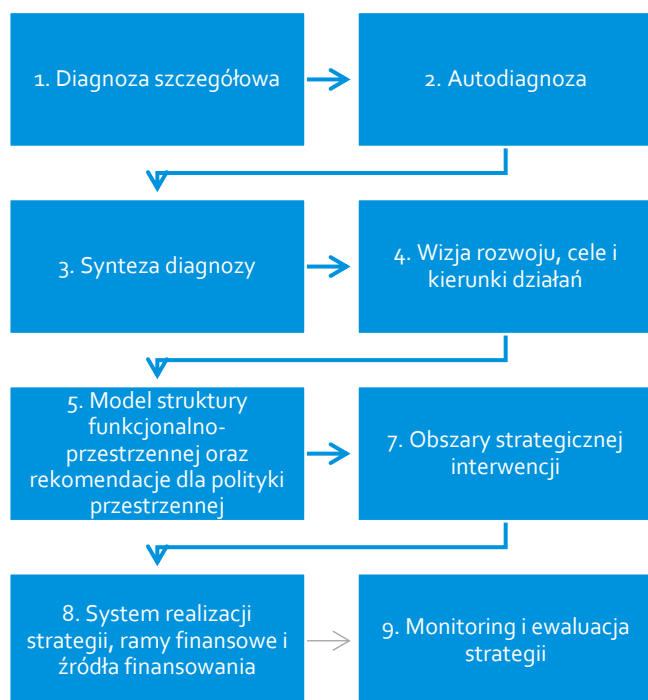 1. Diagnoza szczegółowa
2. Autodiagnoza
3. Synteza diagnozy
4. Wizja rozwoju, cele i
kierunki działań
5. Model struktury
funkcjonalno-
przestrzennej oraz
rekomendacje dla polityki
przestrzennej
7. Obszary strategicznej
interwencji
8. System realizacji
strategii, ramy finansowe i
źródła finansowania
9. Monitoring i ewaluacja
strategii